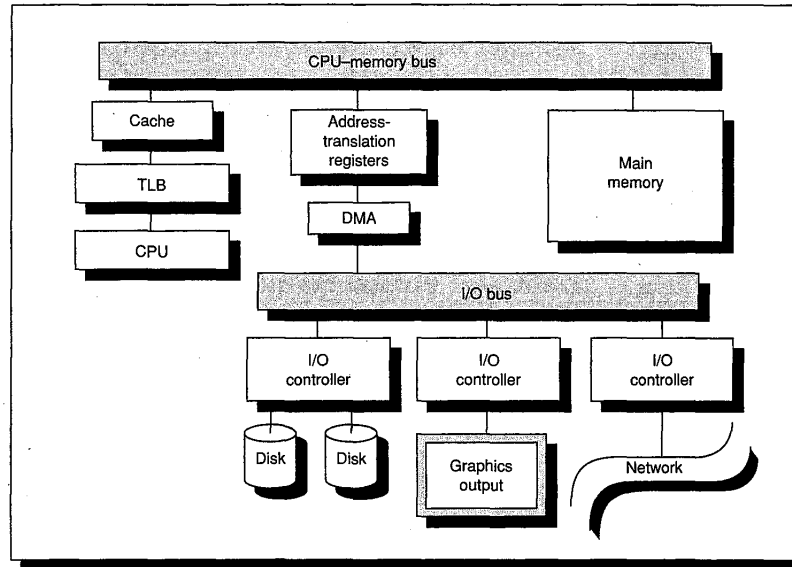 CPU–memory bus
Cache
Address-
translation
registers
Main
memory
TLB
DMA
CPU
I/O bus
I/O
controller
I/O
controller
I/O
controller
Disk
Disk
Graphics
output
Network